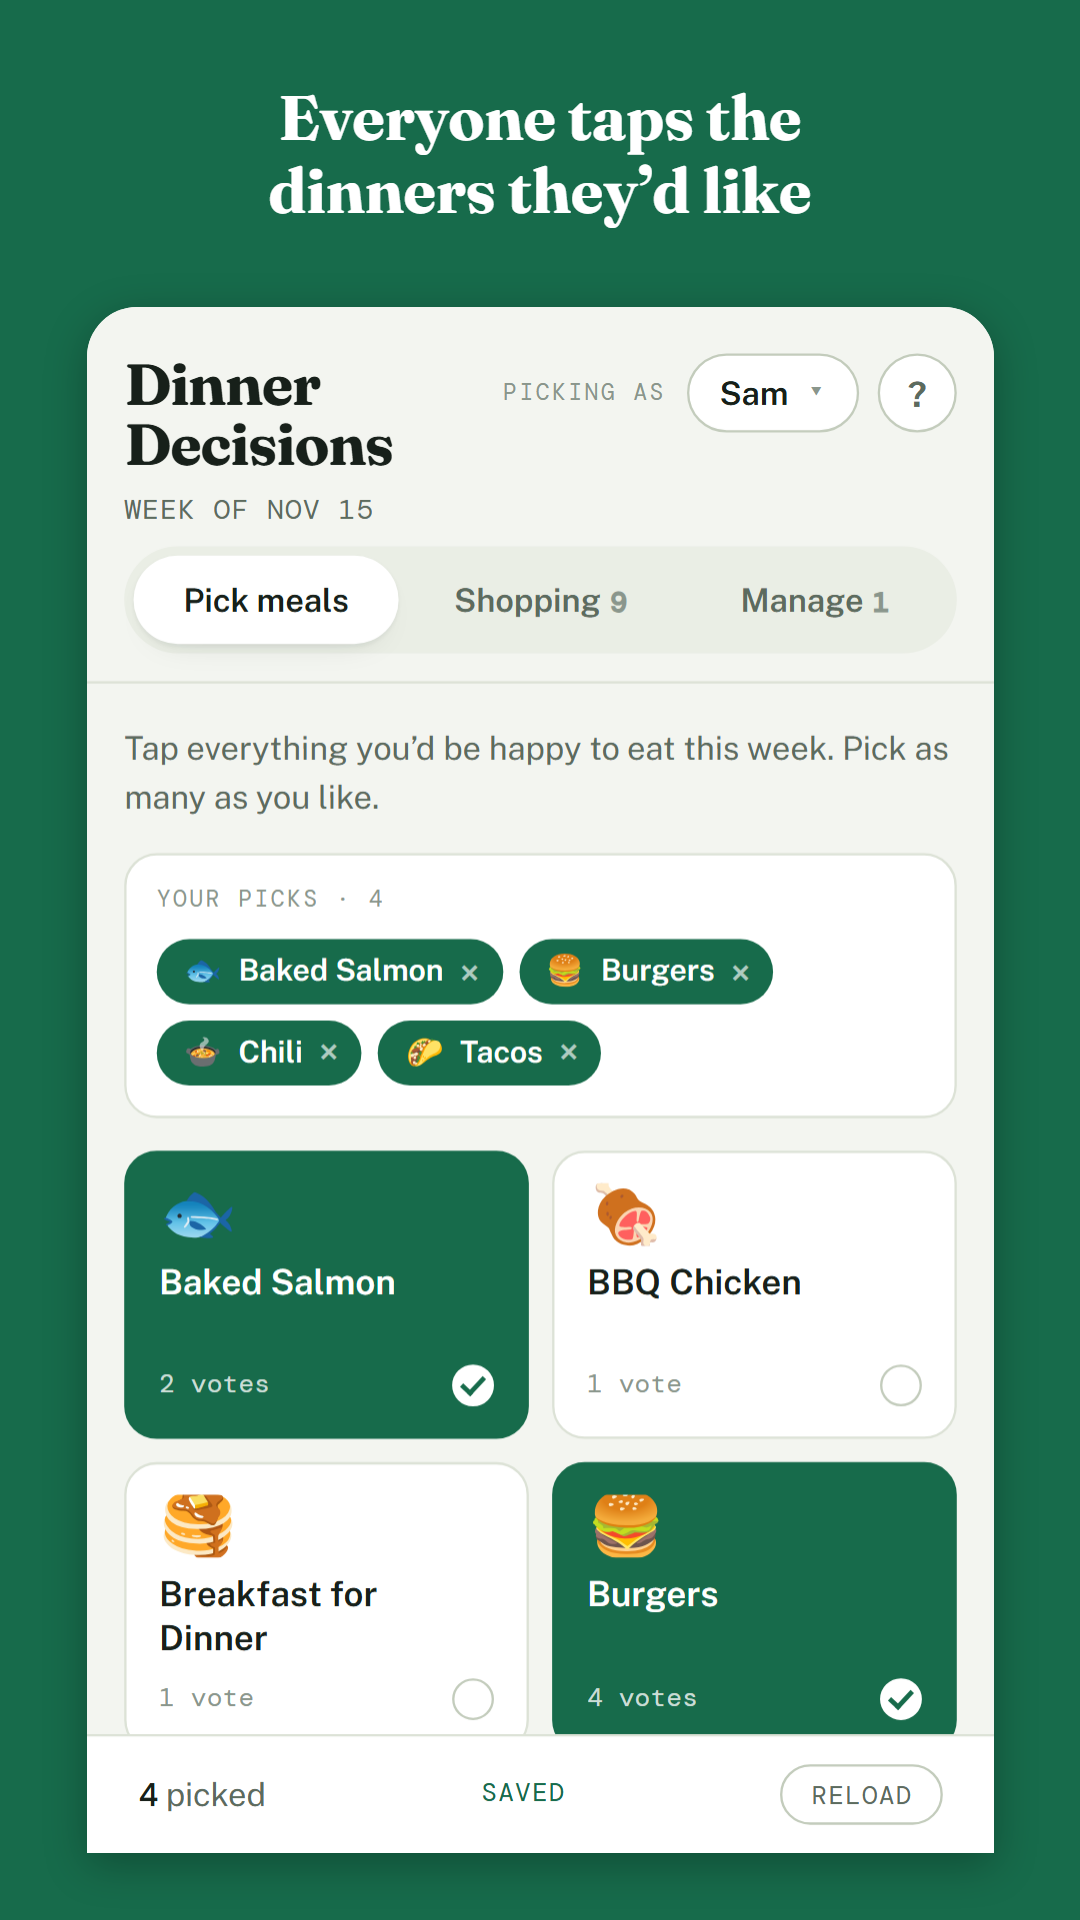 Everyone taps the
dinners they’d like
Dinner
Decisions
PICKING AS
Sam
?
WEEK OF NOV 15
Pick meals
Shopping 9
Manage 1
Tap everything you’d be happy to eat this week. Pick as
many as you like.
YOUR PICKS · 4
Baked Salmon ×
Burgers ×
Chili ×
Tacos ×
Baked Salmon
2 votes
BBQ Chicken
1 vote
Breakfast for
Dinner
1 vote
Burgers
4 votes
4 picked
SAVED
RELOAD